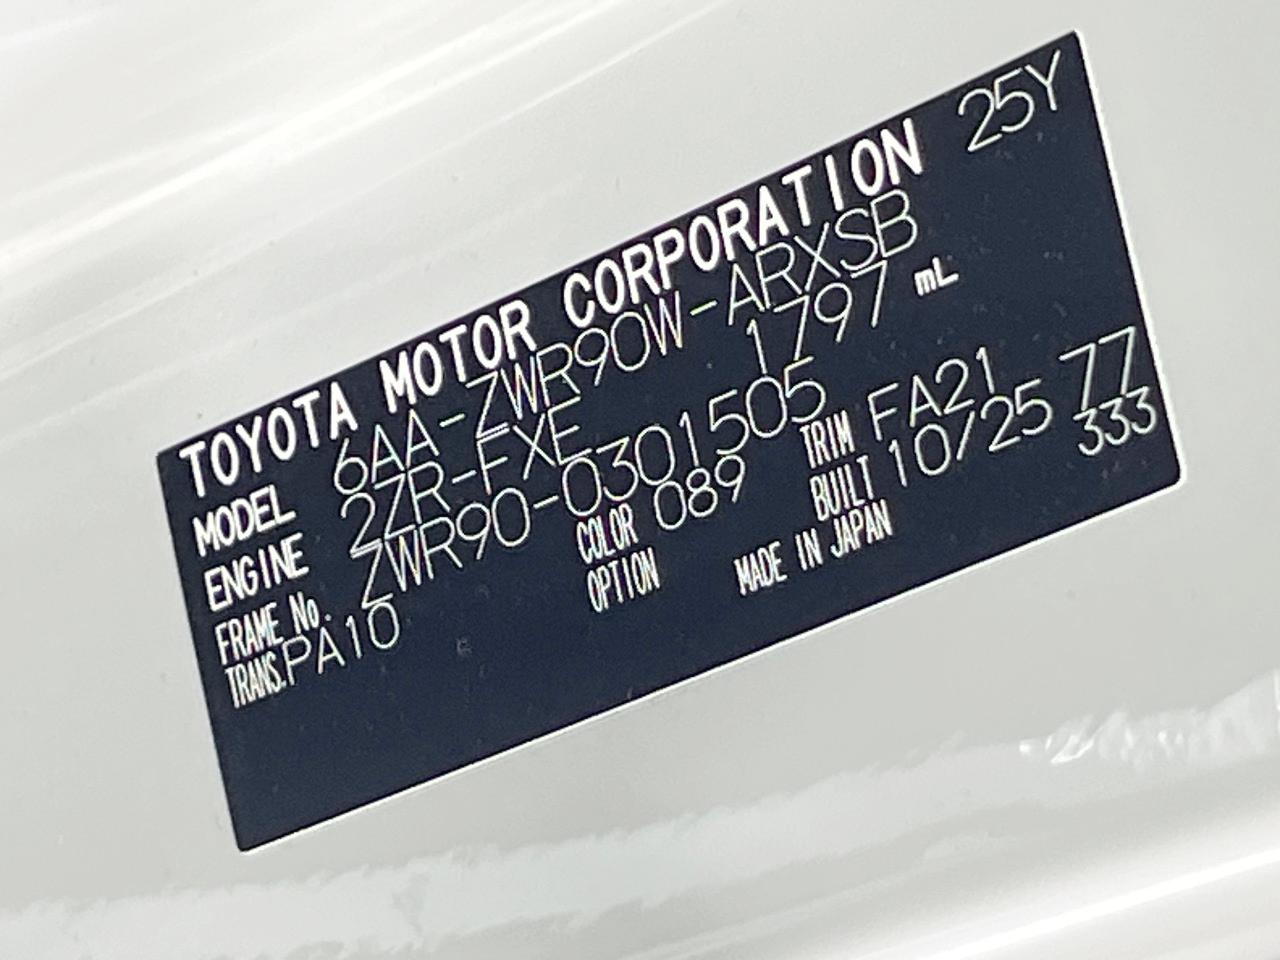 25Y
TOYOTA MOTOR CORPORATION
MODEL 6AA-ZWR90W-ARXSB
ENGINE 2ZR-FXE 1797 mL
FRAME No. ZWR90-0301505
TRANS. PA10 COLOR 089 TRIM FA21 77
OPTION BUILT 10/25 333
MADE IN JAPAN